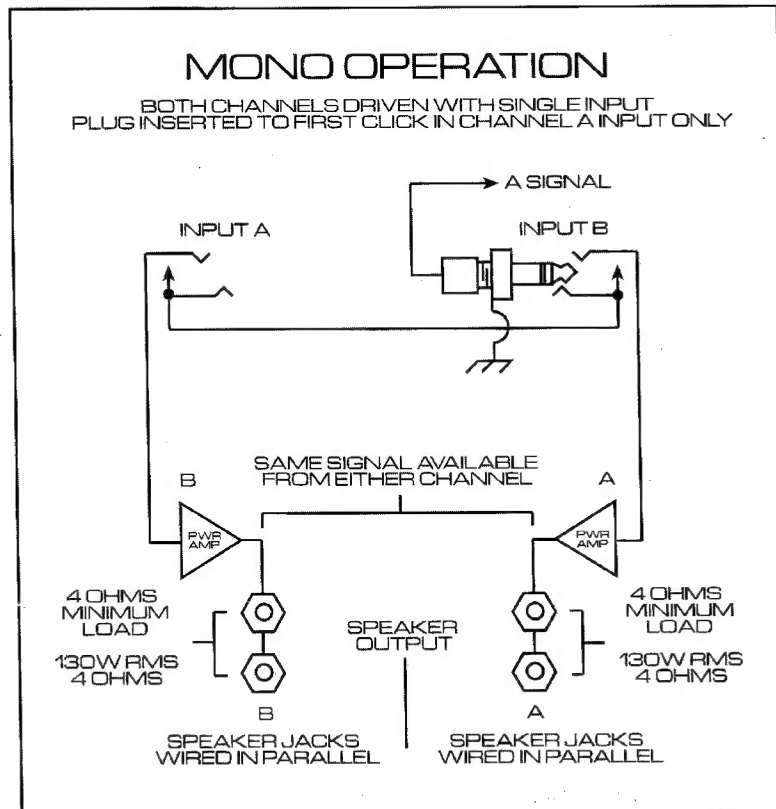 MONO OPERATION
BOTH CHANNELS DRIVEN WITH SINGLE INPUT
PLUG INSERTED TO FIRST CLICK IN CHANNEL A INPUT ONLY
A SIGNAL
INPUT A
INPUT B
SAME SIGNAL AVAILABLE
FROM EITHER CHANNEL
B
A
PWR
AMP
PWR
AMP
4 OHMS
MINIMUM
LOAD
130W RMS
4 OHMS
SPEAKER
OUTPUT
4 OHMS
MINIMUM
LOAD
130W RMS
4 OHMS
B
A
SPEAKER JACKS
WIRED IN PARALLEL
SPEAKER JACKS
WIRED IN PARALLEL